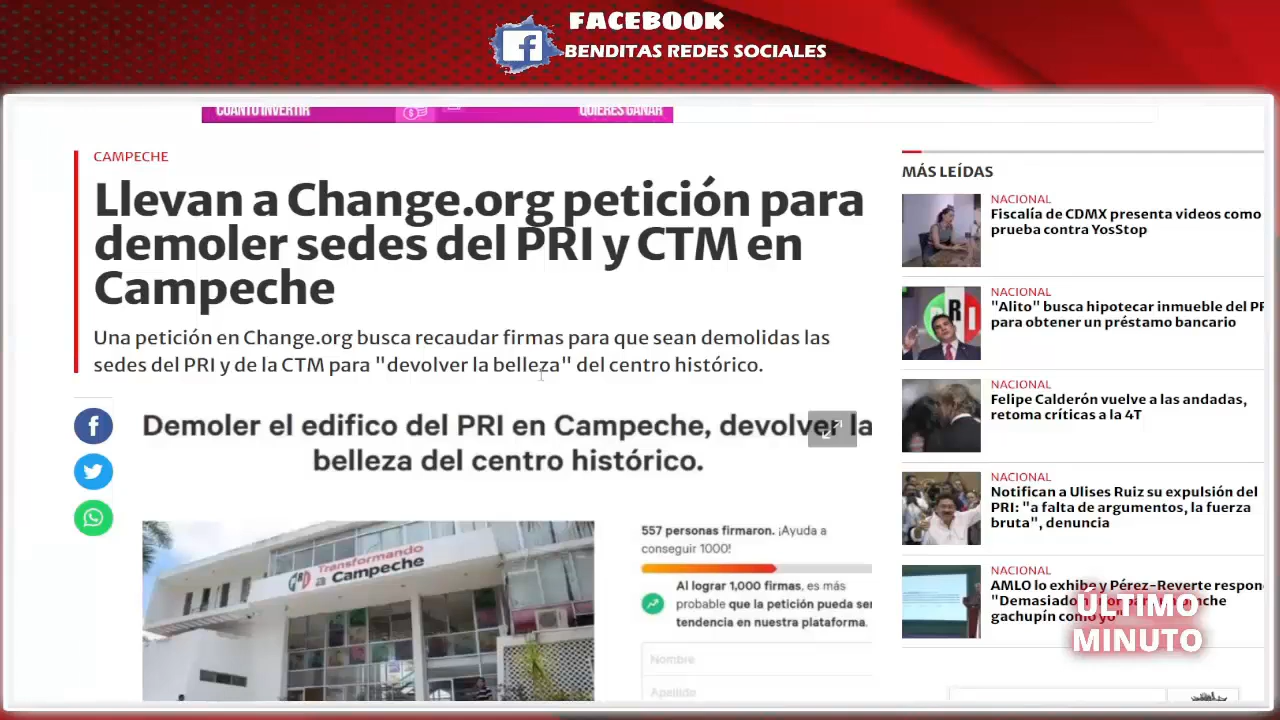 FACEBOOK
BENDITAS REDES SOCIALES
CUANTO INVERTIR
QUIERES GANAR
CAMPECHE
Llevan a Change.org petición para
demoler sedes del PRI y CTM en
Campeche
Una petición en Change.org busca recaudar firmas para que sean demolidas las
sedes del PRI y de la CTM para "devolver la belleza" del centro histórico.
Demoler el edifico del PRI en Campeche, devolver la
belleza del centro histórico.
Transformando
a Campeche
557 personas firmaron. ¡Ayuda a
conseguir 1000!
Al lograr 1,000 firmas, es más
probable que la petición pueda ser
tendencia en nuestra plataforma.
Nombre
Apellido
MÁS LEÍDAS
NACIONAL
Fiscalía de CDMX presenta videos como
prueba contra YosStop
NACIONAL
"Alito" busca hipotecar inmueble del PR
para obtener un préstamo bancario
NACIONAL
Felipe Calderón vuelve a las andadas,
retoma críticas a la 4T
NACIONAL
Notifican a Ulises Ruiz su expulsión del
PRI: "a falta de argumentos, la fuerza
bruta", denuncia
NACIONAL
AMLO lo exhibe y Pérez-Reverte respon
"Demasiado
gachupín como yo"
ÚLTIMO
MINUTO